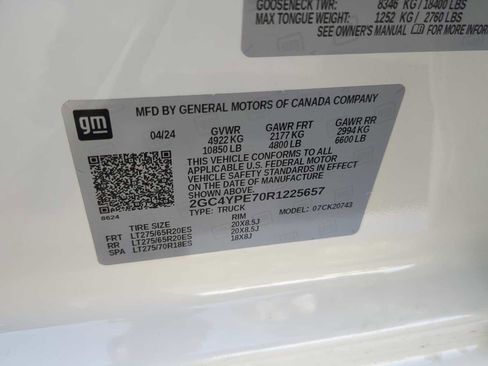 GOOSENECK TWR: 8346 KG / 18400 LBS
MAX TONGUE WEIGHT: 1252 KG / 2760 LBS
SEE OWNER'S MANUAL FOR MORE INFORMATION
gm
MFD BY GENERAL MOTORS OF CANADA COMPANY
04/24 GVWR GAWR FRT GAWR RR
4922 KG 2177 KG 2994 KG
10850 LB 4800 LB 6600 LB
THIS VEHICLE CONFORMS TO ALL
APPLICABLE U.S. FEDERAL MOTOR
VEHICLE SAFETY STANDARDS IN EFFECT
ON THE DATE OF MANUFACTURE
SHOWN ABOVE.
2GC4YPE70R1225657
8624 TYPE: TRUCK MODEL: 07CK20743
TIRE SIZE RIM
FRT LT275/65R20ES 20X8.5J
RR LT275/65R20ES 20X8.5J
SPA LT275/70R18ES 18X8J